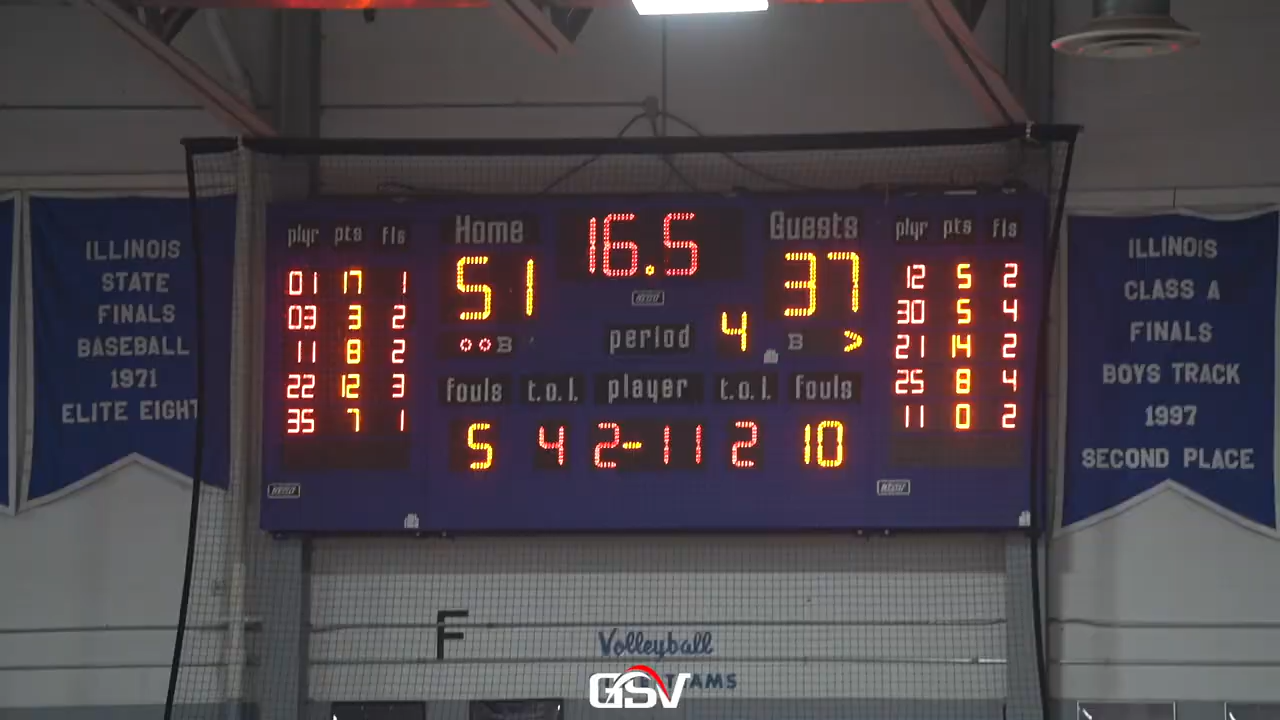 ILLINOIS
STATE
FINALS
BASEBALL
1971
ELITE EIGHT
plyr pts fls
01 17 1
03 3 2
11 8 2
22 12 3
35 7 1
Home 16.5 Guests
51 37
period 4
B B >
fouls t.o.l. player t.o.l. fouls
5 4 2-11 2 10
plyr pts fls
12 5 2
30 5 4
21 14 2
25 8 4
11 0 2
ILLINOIS
CLASS A
FINALS
BOYS TRACK
1997
SECOND PLACE
F
Volleyball
TEAMS
GSV